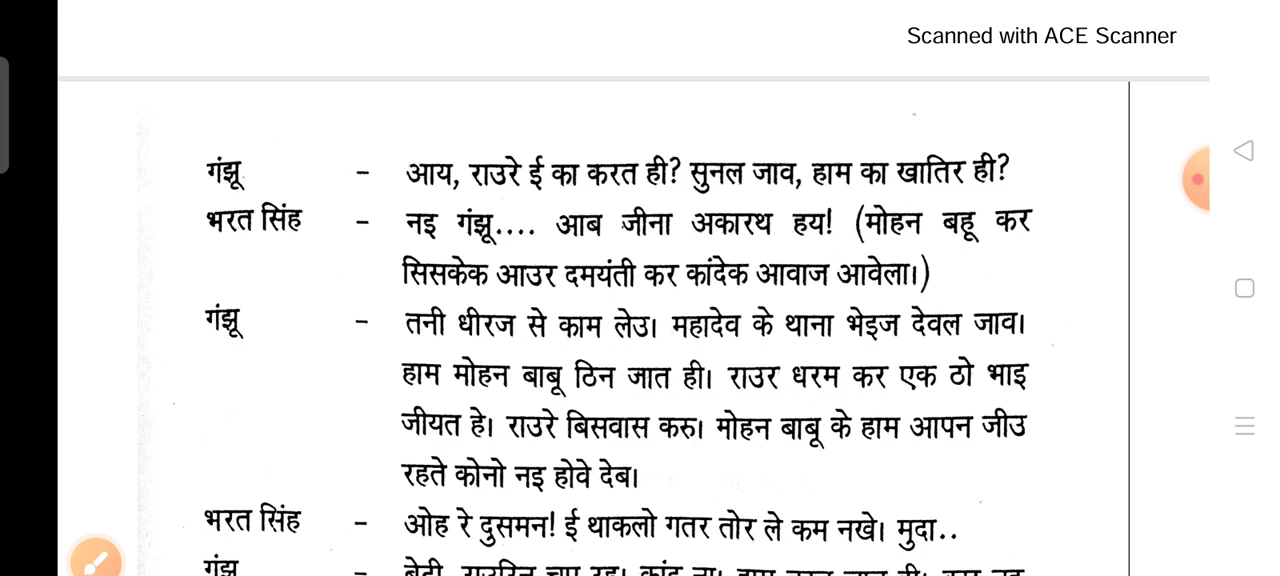 Scanned with ACE Scanner
गंझू – आय, राउरे ई का करत ही? सुनल जाव, हाम का खातिर ही?
भरत सिंह – नइ गंझू.... आब जीना अकारथ हय! (मोहन बहू कर
सिसकेक आउर दमयंती कर कांदेक आवाज आवेला।)
गंझू – तनी धीरज से काम लेउ। महादेव के थाना भेइज देवल जाव।
हाम मोहन बाबू ठिन जात ही। राउर धरम कर एक ठो भाइ
जीयत हे। राउरे बिसवास करु। मोहन बाबू के हाम आपन जीउ
रहते कोनो नइ होवे देब।
भरत सिंह – ओह रे दुसमन! ई थाकलो गतर तोर ले कम नखे। मुदा..
गंझू –